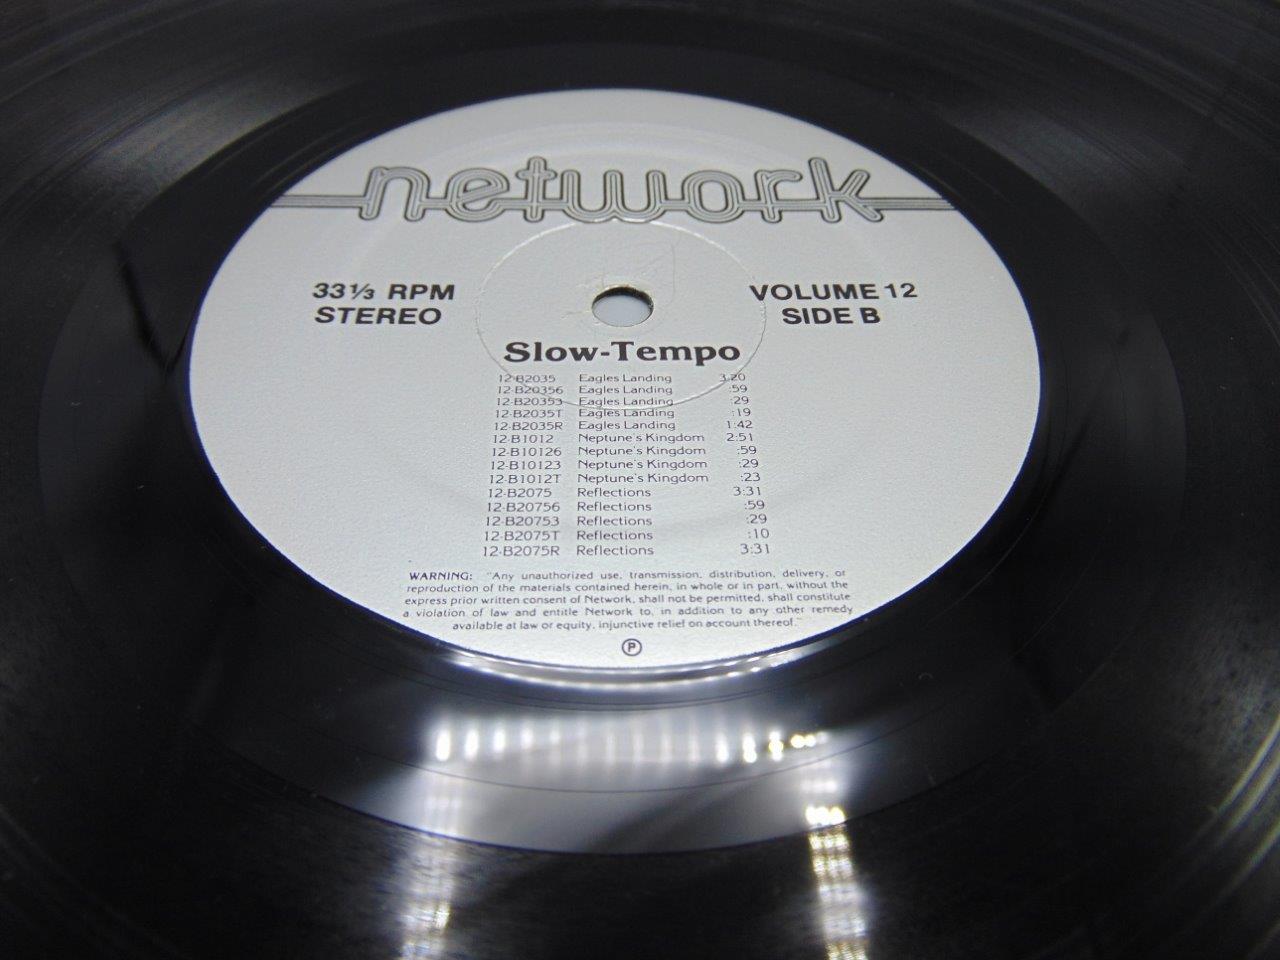 network
33⅓ RPM
STEREO
VOLUME 12
SIDE B
Slow-Tempo
12-B2035 Eagles Landing 3:20
12-B20356 Eagles Landing :59
12-B20353 Eagles Landing :29
12-B2035T Eagles Landing :19
12-B2035R Eagles Landing 1:42
12-B1012 Neptune's Kingdom 2:51
12-B10126 Neptune's Kingdom :59
12-B10123 Neptune's Kingdom :29
12-B1012T Neptune's Kingdom :23
12-B2075 Reflections 3:31
12-B20756 Reflections :59
12-B20753 Reflections :29
12-B2075T Reflections :10
12-B2075R Reflections 3:31
WARNING: "Any unauthorized use, transmission, distribution, delivery, or
reproduction of the materials contained herein, in whole or in part, without the
express prior written consent of Network, shall not be permitted, shall constitute
a violation of law and entitle Network to, in addition to any other remedy
available at law or equity, injunctive relief on account thereof."
Ⓟ